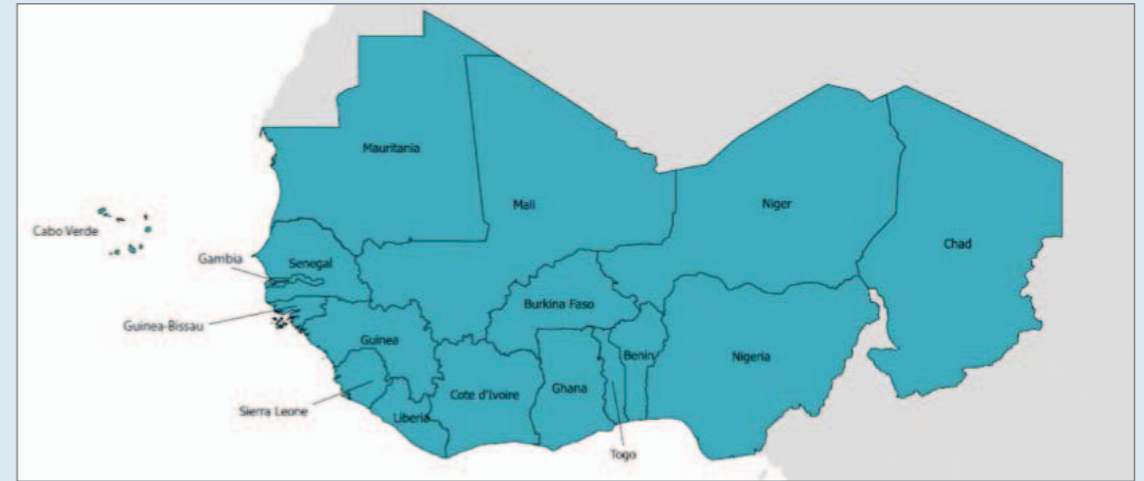 Mauritania
Mali
Niger
Cabo Verde
Chad
Gambia
Senegal
Burkina Faso
Guinea-Bissau
Guinea
Benin
Nigeria
Ghana
Cote d'Ivoire
Sierra Leone
Liberia
Togo